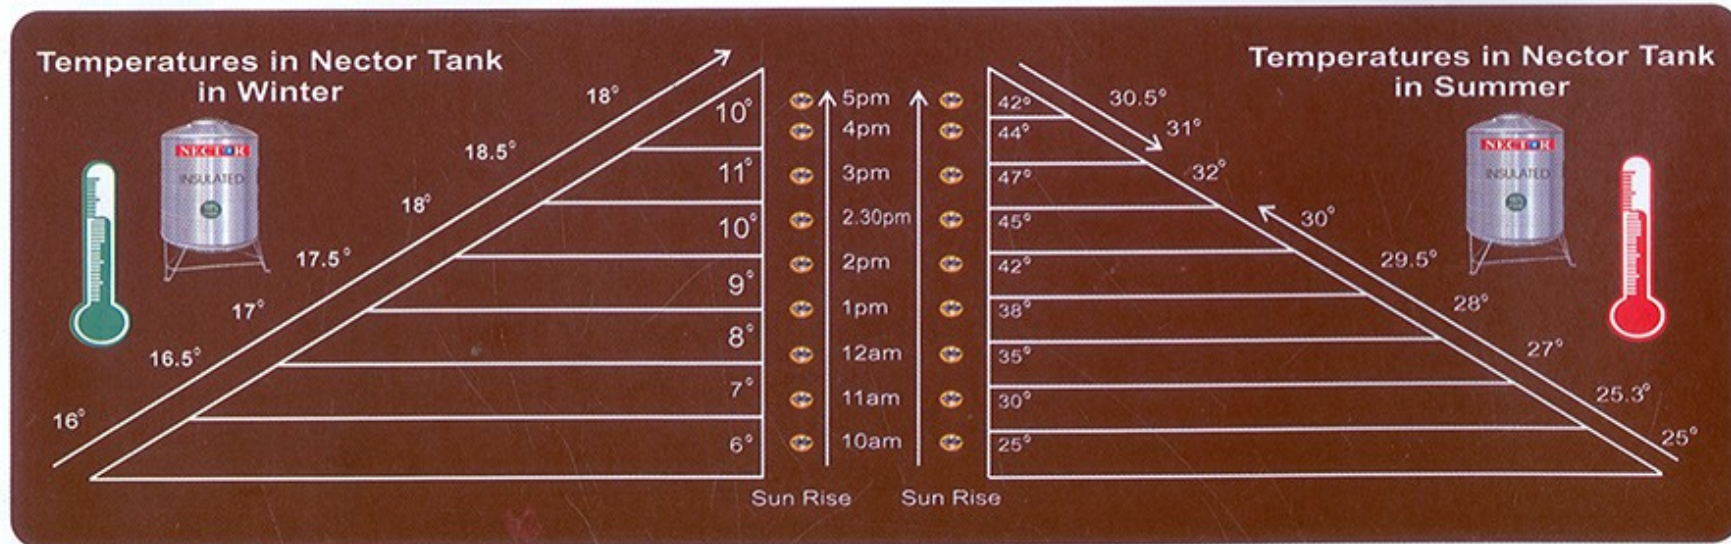 Temperatures in Nector Tank
in Winter
NECTOR
INSULATED
18°
18.5°
18°
17.5°
17°
16.5°
16°
10°
11°
10°
9°
8°
7°
6°
5pm
4pm
3pm
2.30pm
2pm
1pm
12am
11am
10am
Sun Rise
Sun Rise
42°
44°
47°
45°
42°
38°
35°
30°
25°
30.5°
31°
32°
30°
29.5°
28°
27°
25.3°
25°
Temperatures in Nector Tank
in Summer
NECTOR
INSULATED